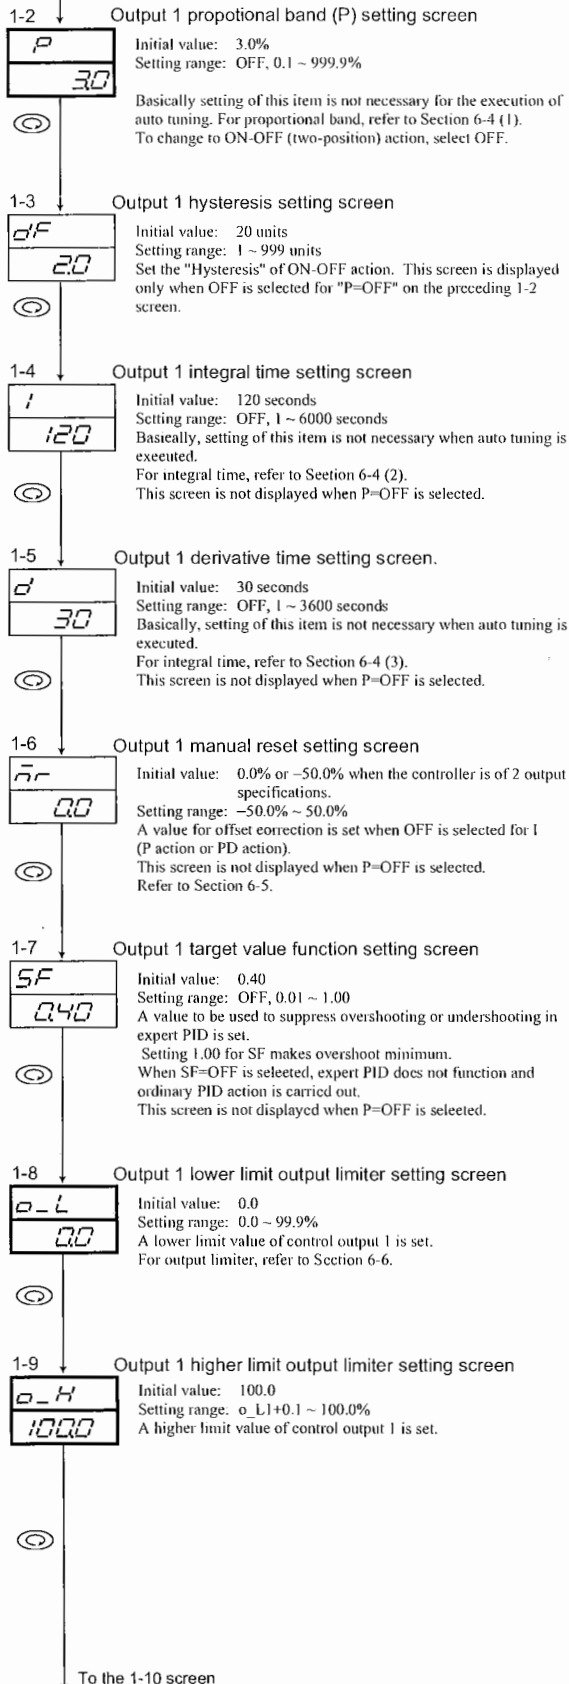 1-2 Output 1 propotional band (P) setting screen
P
3.0
Initial value: 3.0%
Setting range: OFF, 0.1 ~ 999.9%
Basically setting of this item is not necessary for the execution of
auto tuning. For proportional band, refer to Section 6-4 (1).
To change to ON-OFF (two-position) action, select OFF.
1-3 Output 1 hysteresis setting screen
dF
2.0
Initial value: 20 units
Setting range: 1 ~ 999 units
Set the "Hysteresis" of ON-OFF action. This screen is displayed
only when OFF is selected for "P=OFF" on the preceding 1-2
screen.
1-4 Output 1 integral time setting screen
I
120
Initial value: 120 seconds
Setting range: OFF, 1 ~ 6000 seconds
Basically, setting of this item is not necessary when auto tuning is
executed.
For integral time, refer to Section 6-4 (2).
This screen is not displayed when P=OFF is selected.
1-5 Output 1 derivative time setting screen.
d
30
Initial value: 30 seconds
Setting range: OFF, 1 ~ 3600 seconds
Basically, setting of this item is not necessary when auto tuning is
executed.
For integral time, refer to Section 6-4 (3).
This screen is not displayed when P=OFF is selected.
1-6 Output 1 manual reset setting screen
mr
0.0
Initial value: 0.0% or –50.0% when the controller is of 2 output
specifications.
Setting range: –50.0% ~ 50.0%
A value for offset correction is set when OFF is selected for I
(P action or PD action).
This screen is not displayed when P=OFF is selected.
Refer to Section 6-5.
1-7 Output 1 target value function setting screen
SF
0.40
Initial value: 0.40
Setting range: OFF, 0.01 ~ 1.00
A value to be used to suppress overshooting or undershooting in
expert PID is set.
Setting 1.00 for SF makes overshoot minimum.
When SF=OFF is selected, expert PID does not function and
ordinary PID action is carried out.
This screen is not displayed when P=OFF is selected.
1-8 Output 1 lower limit output limiter setting screen
o_L
0.0
Initial value: 0.0
Setting range: 0.0 ~ 99.9%
A lower limit value of control output 1 is set.
For output limiter, refer to Section 6-6.
1-9 Output 1 higher limit output limiter setting screen
o_H
100.0
Initial value: 100.0
Setting range: o_L1+0.1 ~ 100.0%
A higher limit value of control output 1 is set.
To the 1-10 screen